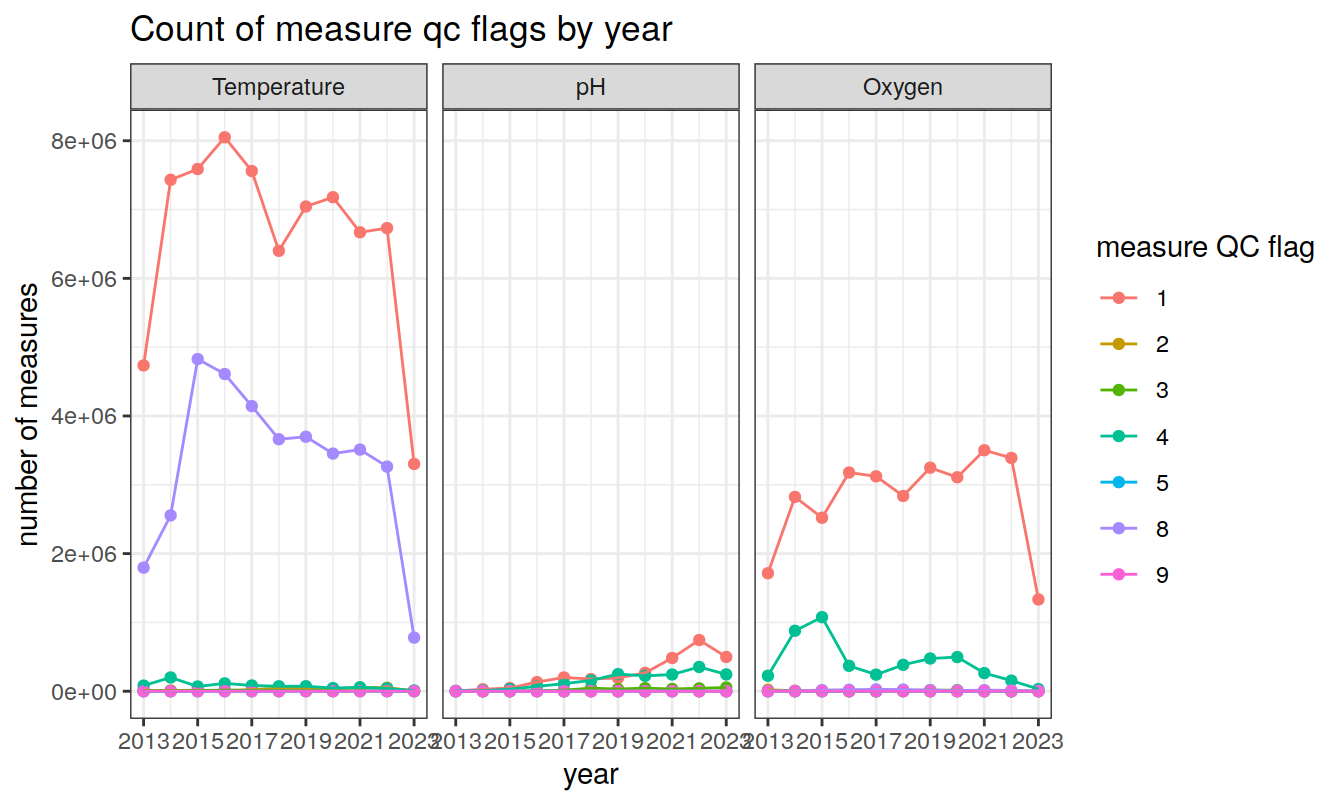 Count of measure qc flags by year
Temperature pH Oxygen
8e+06
6e+06
4e+06
2e+06
0e+00
number of measures
2013 2015 2017 2019 2021 2023 2013 2015 2017 2019 2021 2023 2013 2015 2017 2019 2021 2023
year
measure QC flag
1
2
3
4
5
8
9